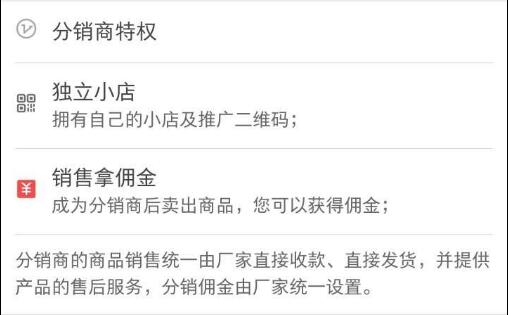 分销商特权
独立小店
拥有自己的小店及推广二维码；
销售拿佣金
成为分销商后卖出商品，您可以获得佣金；
分销商的商品销售统一由厂家直接收款、直接发货，并提供
产品的售后服务，分销佣金由厂家统一设置。